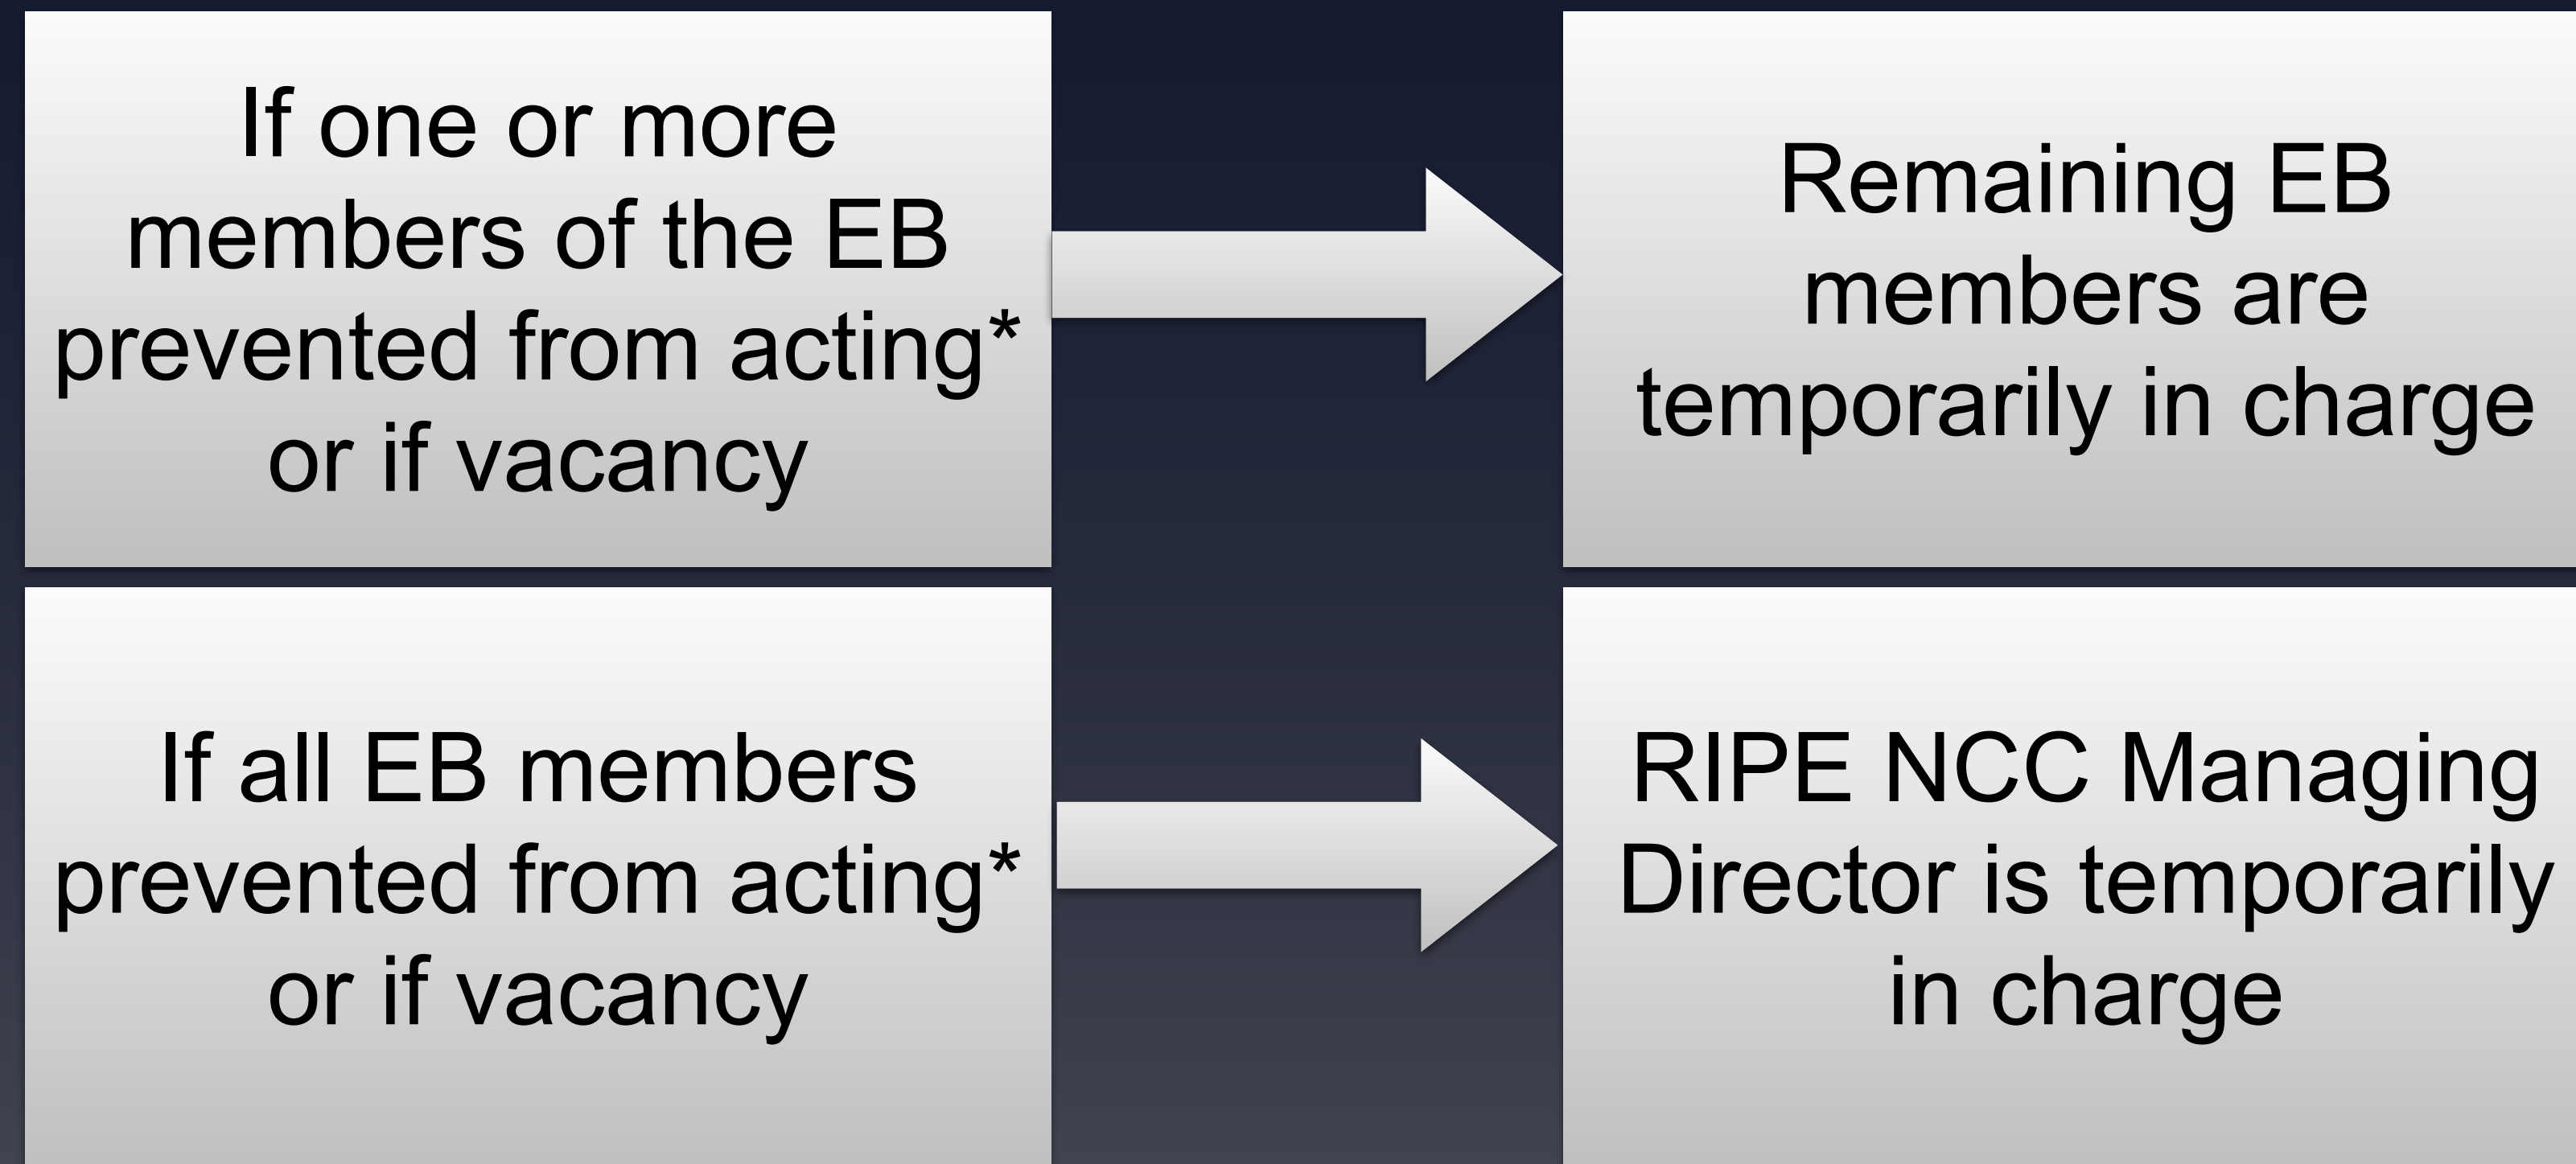 If one or more
members of the EB
prevented from acting*
or if vacancy
Remaining EB
members are
temporarily in charge
If all EB members
prevented from acting*
or if vacancy
RIPE NCC Managing
Director is temporarily
in charge